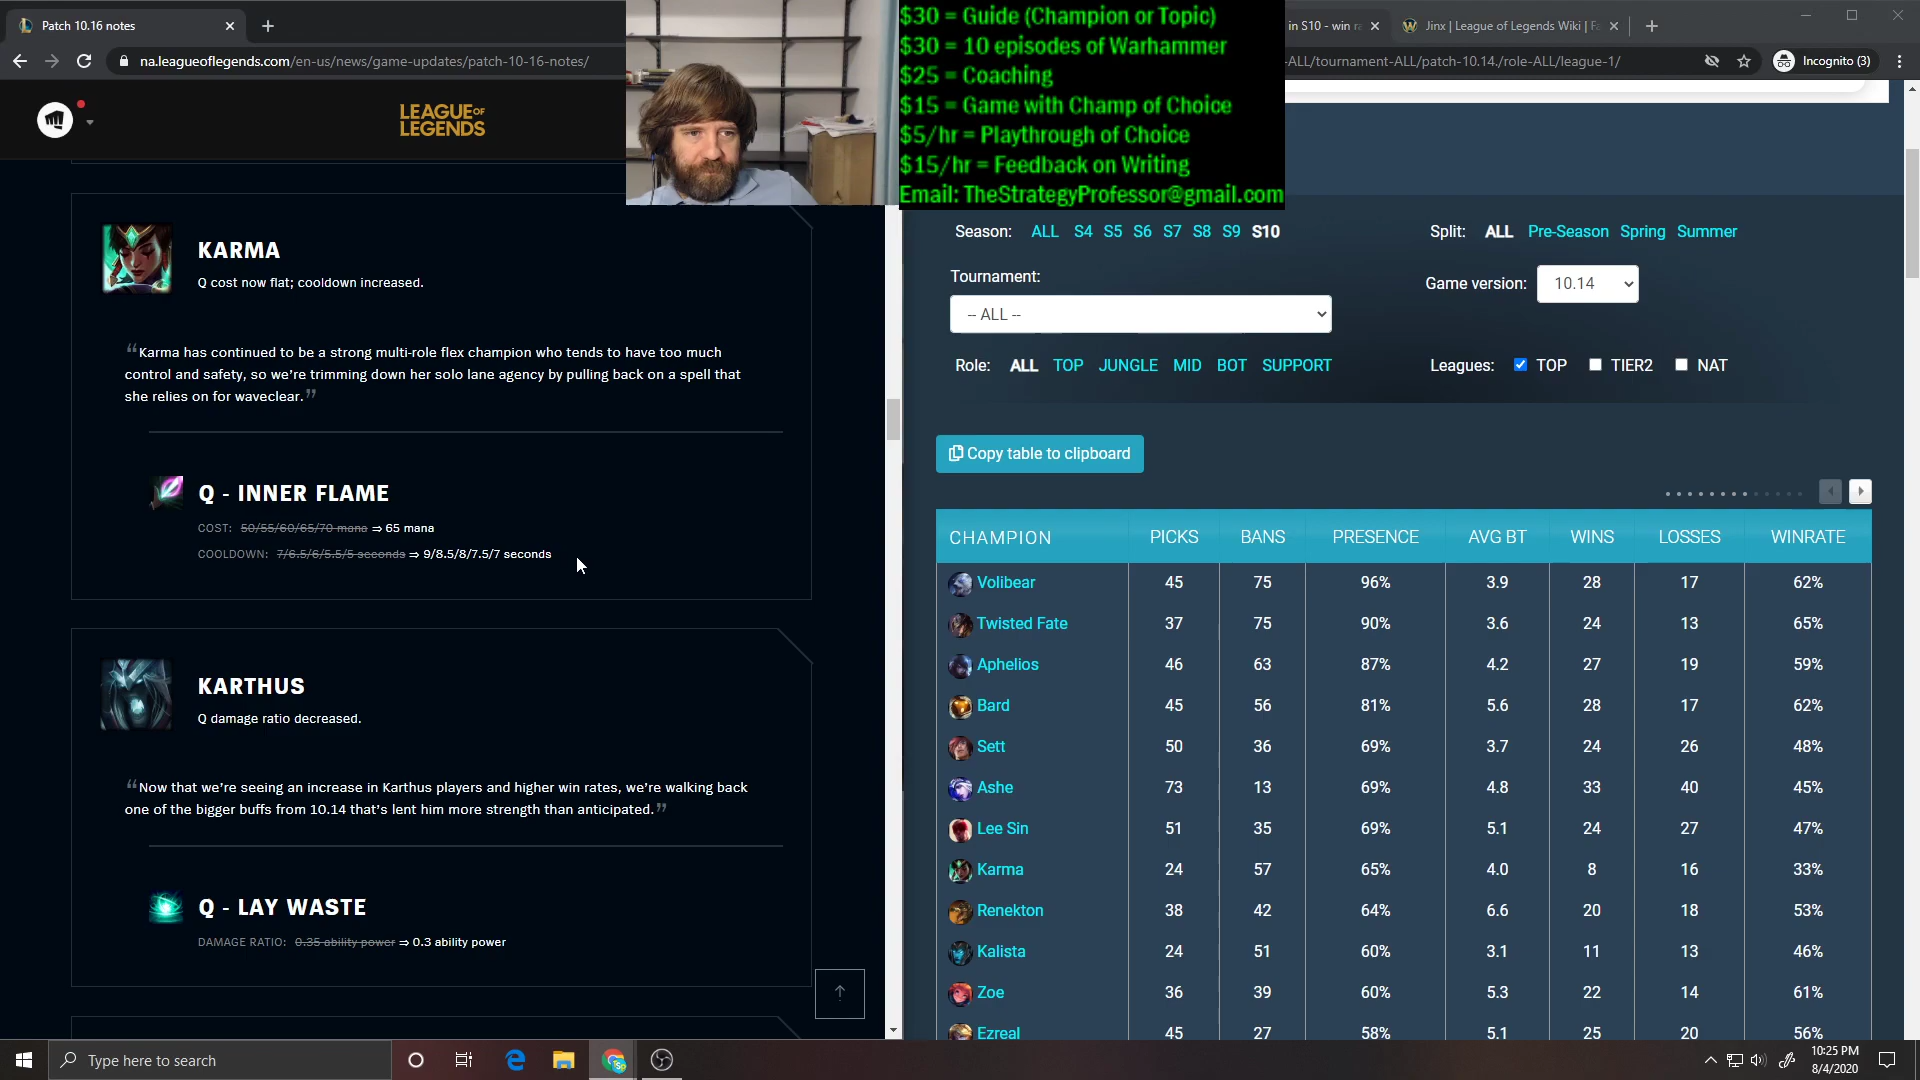 Patch 10.16 notes
na.leagueoflegends.com/en-us/news/game-updates/patch-10-16-notes/
LEAGUE OF
LEGENDS
KARMA
Q cost now flat; cooldown increased.
“Karma has continued to be a strong multi-role flex champion who tends to have too much
control and safety, so we’re trimming down her solo lane agency by pulling back on a spell that
she relies on for waveclear.”
Q - INNER FLAME
COST: 50/55/60/65/70 mana ⇒ 65 mana
COOLDOWN: 7/6.5/6/5.5/5 seconds ⇒ 9/8.5/8/7.5/7 seconds
KARTHUS
Q damage ratio decreased.
“Now that we’re seeing an increase in Karthus players and higher win rates, we’re walking back
one of the bigger buffs from 10.14 that’s lent him more strength than anticipated.”
Q - LAY WASTE
DAMAGE RATIO: 0.35 ability power ⇒ 0.3 ability power
$30 = Guide (Champion or Topic)
$30 = 10 episodes of Warhammer
$25 = Coaching
$15 = Game with Champ of Choice
$5/hr = Playthrough of Choice
$15/hr = Feedback on Writing
Email: TheStrategyProfessor@gmail.com
in S10 - win
Jinx | League of Legends Wiki |
-ALL/tournament-ALL/patch-10.14./role-ALL/league-1/
Incognito (3)
Season: ALL S4 S5 S6 S7 S8 S9 S10
Split: ALL Pre-Season Spring Summer
Tournament:
-- ALL --
Game version: 10.14
Role: ALL TOP JUNGLE MID BOT SUPPORT
Leagues: TOP TIER2 NAT
Copy table to clipboard
CHAMPION PICKS BANS PRESENCE AVG BT WINS LOSSES WINRATE
Volibear 45 75 96% 3.9 28 17 62%
Twisted Fate 37 75 90% 3.6 24 13 65%
Aphelios 46 63 87% 4.2 27 19 59%
Bard 45 56 81% 5.6 28 17 62%
Sett 50 36 69% 3.7 24 26 48%
Ashe 73 13 69% 4.8 33 40 45%
Lee Sin 51 35 69% 5.1 24 27 47%
Karma 24 57 65% 4.0 8 16 33%
Renekton 38 42 64% 6.6 20 18 53%
Kalista 24 51 60% 3.1 11 13 46%
Zoe 36 39 60% 5.3 22 14 61%
Ezreal 45 27 58% 5.1 25 20 56%
Type here to search
10:25 PM
8/4/2020